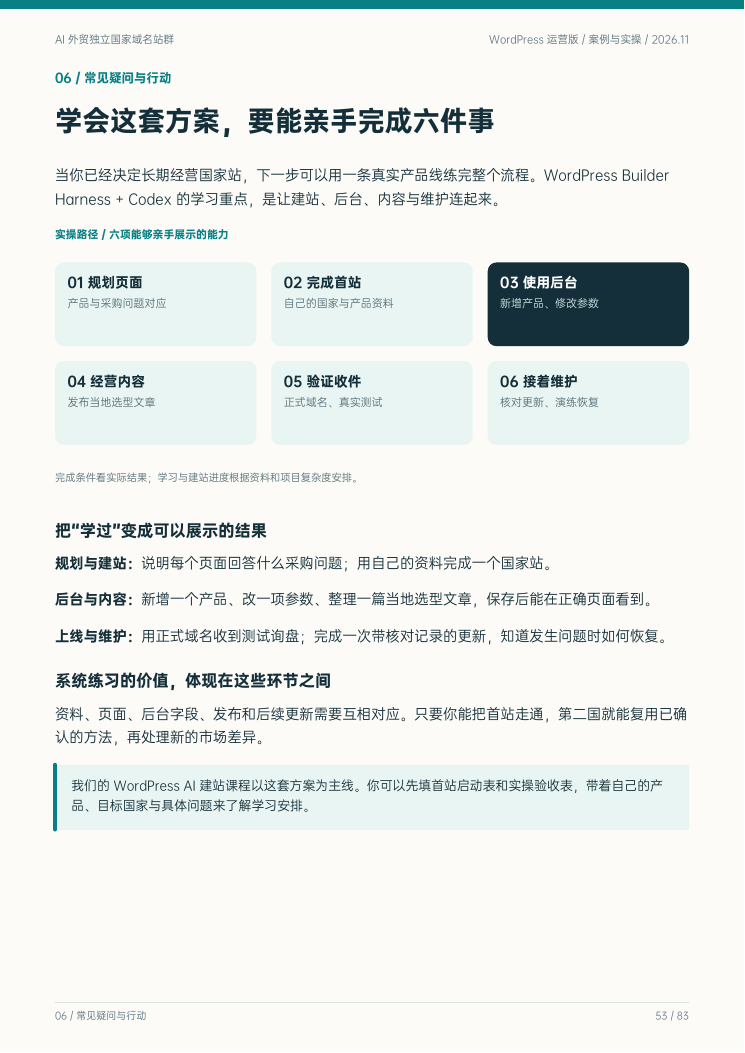 AI 外贸独立国家域名站群
WordPress 运营版 / 案例与实操 / 2026.11
06 / 常见疑问与行动
学会这套方案，要能亲手完成六件事
当你已经决定长期经营国家站，下一步可以用一条真实产品线练完整个流程。WordPress Builder
Harness + Codex 的学习重点，是让建站、后台、内容与维护连起来。
实操路径 / 六项能够亲手展示的能力
01 规划页面
产品与采购问题对应
02 完成首站
自己的国家与产品资料
03 使用后台
新增产品、修改参数
04 经营内容
发布当地选型文章
05 验证收件
正式域名、真实测试
06 接着维护
核对更新、演练恢复
完成条件看实际结果；学习与建站进度根据资料和项目复杂度安排。
把“学过”变成可以展示的结果
规划与建站：说明每个页面回答什么采购问题；用自己的资料完成一个国家站。
后台与内容：新增一个产品、改一项参数、整理一篇当地选型文章，保存后能在正确页面看到。
上线与维护：用正式域名收到测试询盘；完成一次带核对记录的更新，知道发生问题时如何恢复。
系统练习的价值，体现在这些环节之间
资料、页面、后台字段、发布和后续更新需要互相对应。只要你能把首站走通，第二国就能复用已确
认的方法，再处理新的市场差异。
我们的 WordPress AI 建站课程以这套方案为主线。你可以先填首站启动表和实操验收表，带着自己的产
品、目标国家与具体问题来了解学习安排。
06 / 常见疑问与行动
53 / 83